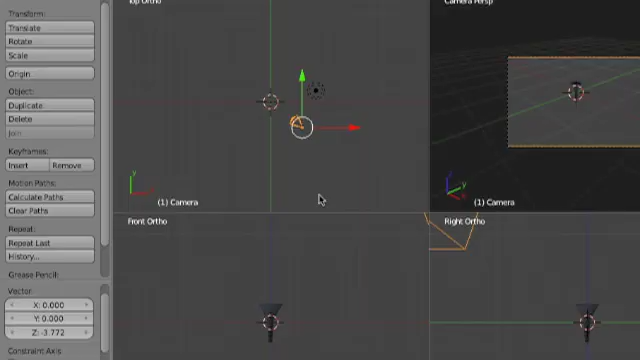 Transform:
Translate
Rotate
Scale
Origin
Object:
Duplicate
Delete
Join
Keyframes:
Insert Remove
Motion Paths:
Calculate Paths
Clear Paths
Repeat:
Repeat Last
History...
Grease Pencil:
Vector
X: 0.000
Y: 0.000
Z: -3.772
Constraint Axis
Top Ortho
y
(1) Camera
Camera Persp
z
y
x
(1) Camera
Front Ortho
Right Ortho